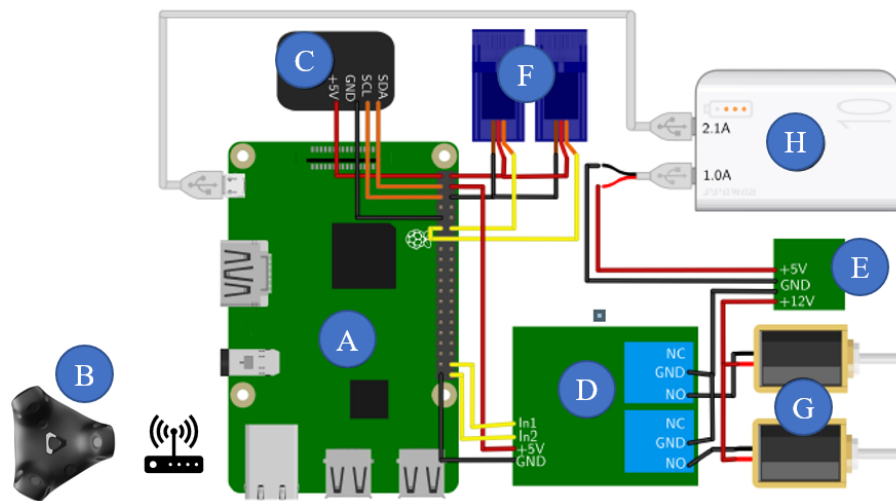 C
+5V
GND
SCL
SDA
F
2.1A
1.0A
10
H
+5V
GND
+12V
E
A
B
D
NC
GND
NO
NC
GND
NO
In1
In2
+5V
GND
G